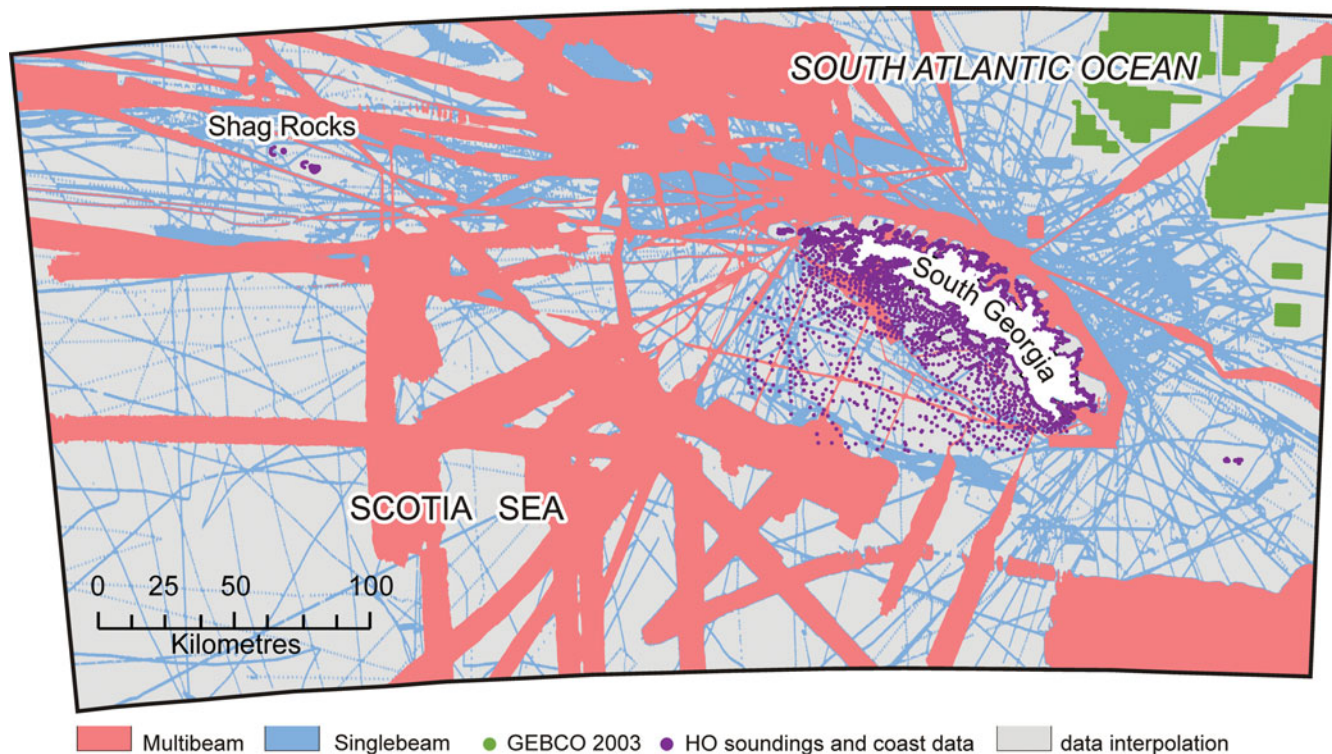 SOUTH ATLANTIC OCEAN
Shag Rocks
South Georgia
SCOTIA SEA
0 25 50 100
Kilometres
Multibeam Singlebeam GEBCO 2003 HO soundings and coast data data interpolation